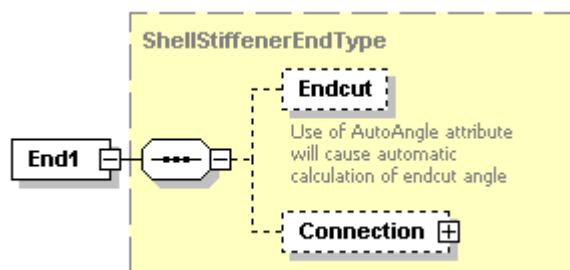 ShellStiffenerEndType
Endcut
Use of AutoAngle attribute
will cause automatic
calculation of endcut angle
End1
Connection